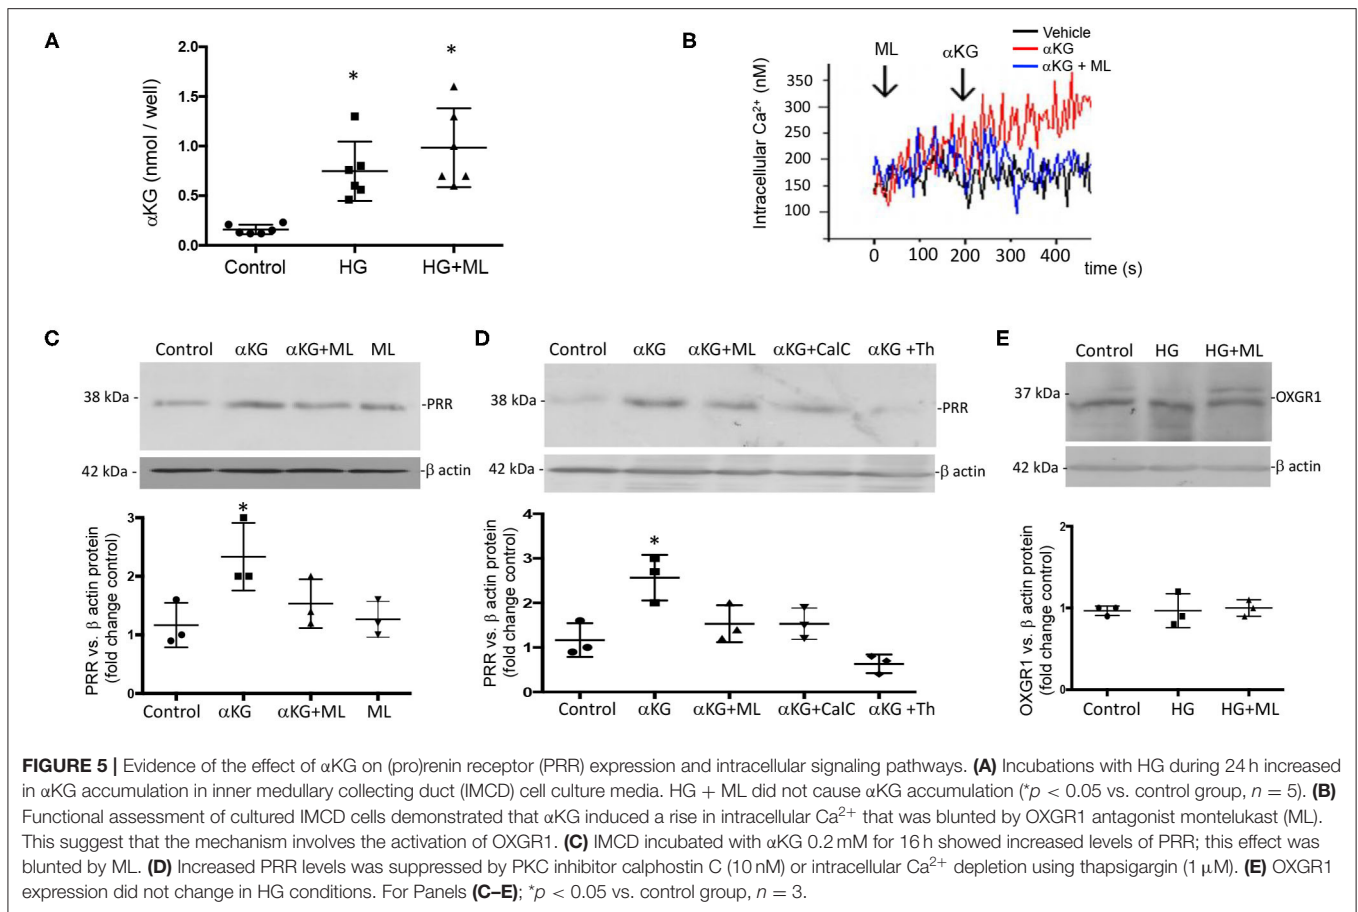 A
αKG (nmol / well)
2.0
1.5
1.0
0.5
0.0
*
*
Control HG HG+ML
B
Vehicle
αKG
αKG + ML
ML αKG
Intracellular Ca²⁺ (nM)
350
300
250
200
150
100
0 100 200 300 400
time (s)
C
Control αKG αKG+ML ML
38 kDa -
-PRR
42 kDa -
-β actin
PRR vs. β actin protein
(fold change control)
3
2
1
0
*
Control αKG αKG+ML ML
D
Control αKG αKG+ML αKG+CalC αKG +Th
38 kDa -
-PRR
42 kDa -
-β actin
PRR vs. β actin protein
(fold change control)
4
3
2
1
0
*
Control αKG αKG+ML αKG+CalC αKG +Th
E
Control HG HG+ML
37 kDa -
-OXGR1
42 kDa -
-β actin
OXGR1 vs. β actin protein
(fold change control)
2
1
0
Control HG HG+ML
FIGURE 5 | Evidence of the effect of αKG on (pro)renin receptor (PRR) expression and intracellular signaling pathways. (A) Incubations with HG during 24 h increased
in αKG accumulation in inner medullary collecting duct (IMCD) cell culture media. HG + ML did not cause αKG accumulation (*p < 0.05 vs. control group, n = 5). (B)
Functional assessment of cultured IMCD cells demonstrated that αKG induced a rise in intracellular Ca²⁺ that was blunted by OXGR1 antagonist montelukast (ML).
This suggest that the mechanism involves the activation of OXGR1. (C) IMCD incubated with αKG 0.2 mM for 16 h showed increased levels of PRR; this effect was
blunted by ML. (D) Increased PRR levels was suppressed by PKC inhibitor calphostin C (10 nM) or intracellular Ca²⁺ depletion using thapsigargin (1 μM). (E) OXGR1
expression did not change in HG conditions. For Panels (C–E); *p < 0.05 vs. control group, n = 3.